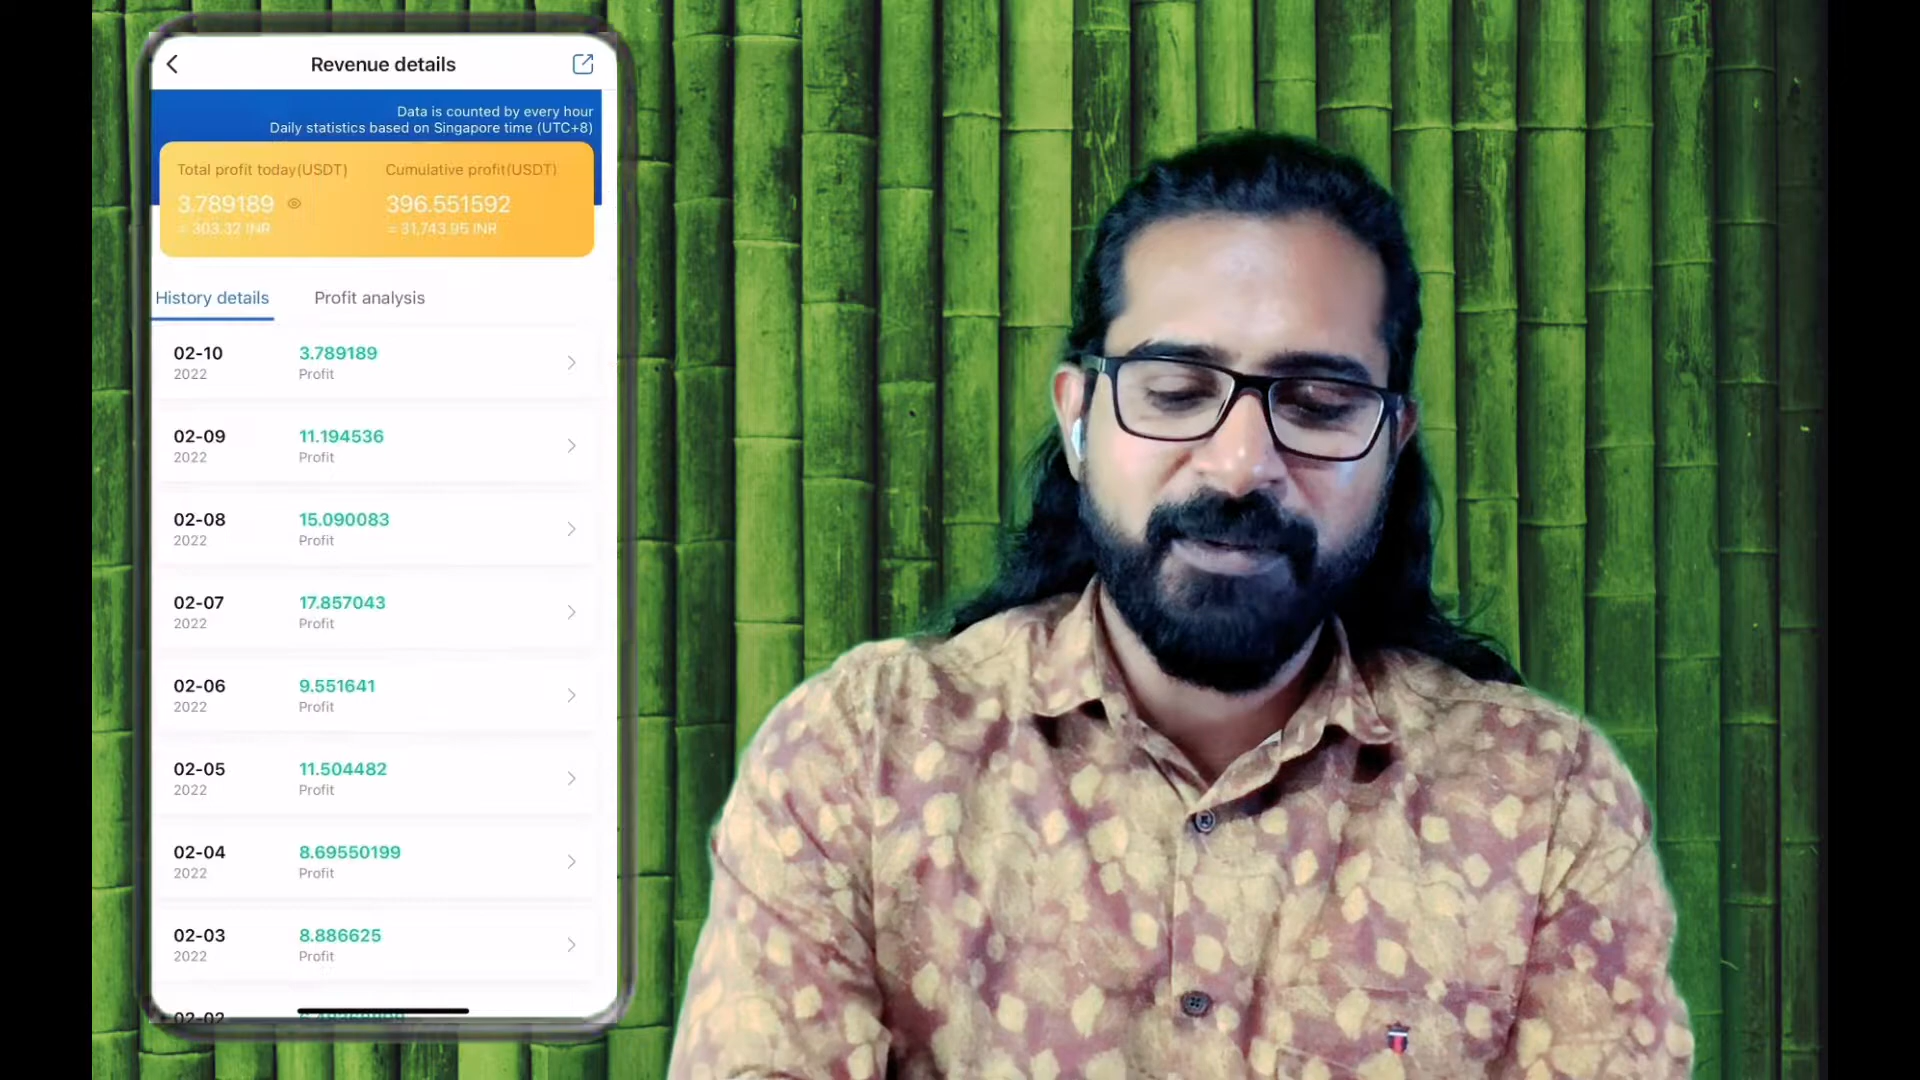 Revenue details
Data is counted by every hour
Daily statistics based on Singapore time (UTC+8)
Total profit today(USDT) Cumulative profit(USDT)
3.789189 396.551592
= 303.32 INR = 31,743.95 INR
History details Profit analysis
02-10 3.789189
2022 Profit
02-09 11.194536
2022 Profit
02-08 15.090083
2022 Profit
02-07 17.857043
2022 Profit
02-06 9.551641
2022 Profit
02-05 11.504482
2022 Profit
02-04 8.69550199
2022 Profit
02-03 8.886625
2022 Profit
02-02